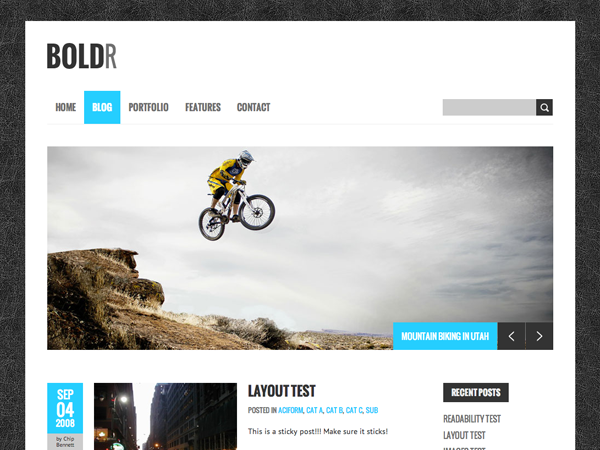 BOLDR
HOME BLOG PORTFOLIO FEATURES CONTACT
MOUNTAIN BIKING IN UTAH
SEP
04
2008
by Chip
Bennett
LAYOUT TEST
POSTED IN ACIFORM, CAT A, CAT B, CAT C, SUB
This is a sticky post!!! Make sure it sticks!
RECENT POSTS
READABILITY TEST
LAYOUT TEST
IMAGES TEST